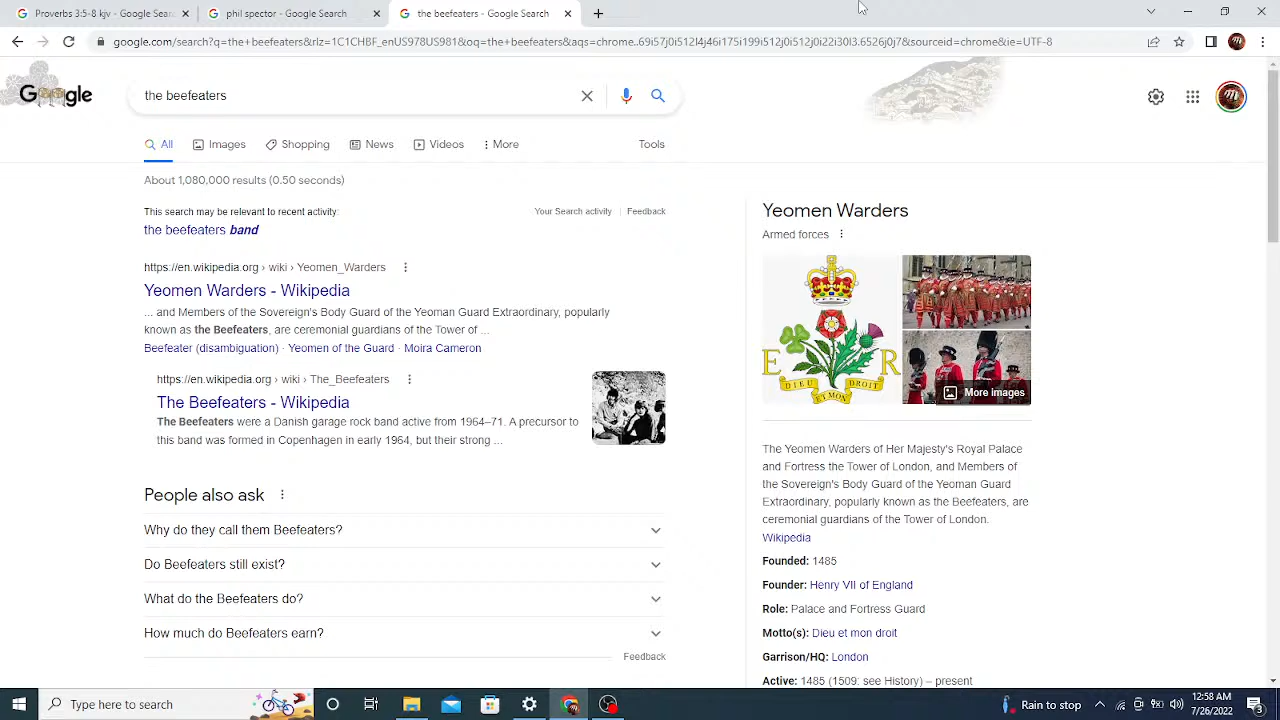 Proverbs 3:5-8 kjv - Google Searc
phil spector - Google Search
the beefeaters - Google Search
google.com/search?q=the+beefeaters&rlz=1C1CHBF_enUS978US981&oq=the+beefeaters&aqs=chrome..69i57j0i512l4j46i175i199i512j0i512j0i22i30l3.6526j0j7&sourceid=chrome&ie=UTF-8
Google
the beefeaters
All
Images
Shopping
News
Videos
More
Tools
About 1,080,000 results (0.50 seconds)
This search may be relevant to recent activity:
Your Search activity
Feedback
the beefeaters band
https://en.wikipedia.org › wiki › Yeomen_Warders
Yeomen Warders - Wikipedia
... and Members of the Sovereign's Body Guard of the Yeoman Guard Extraordinary, popularly
known as the Beefeaters, are ceremonial guardians of the Tower of ...
Beefeater (disambiguation) · Yeomen of the Guard · Moira Cameron
https://en.wikipedia.org › wiki › The_Beefeaters
The Beefeaters - Wikipedia
The Beefeaters were a Danish garage rock band active from 1964–71. A precursor to
this band was formed in Copenhagen in early 1964, but their strong ...
People also ask
Why do they call them Beefeaters?
Do Beefeaters still exist?
What do the Beefeaters do?
How much do Beefeaters earn?
Feedback
Yeomen Warders
Armed forces
E R
DIEU ET MON DROIT
More images
The Yeomen Warders of Her Majesty's Royal Palace
and Fortress the Tower of London, and Members of
the Sovereign's Body Guard of the Yeoman Guard
Extraordinary, popularly known as the Beefeaters, are
ceremonial guardians of the Tower of London.
Wikipedia
Founded: 1485
Founder: Henry VII of England
Role: Palace and Fortress Guard
Motto(s): Dieu et mon droit
Garrison/HQ: London
Active: 1485 (1509: see History) – present
Type here to search
Rain to stop
12:58 AM
7/26/2022